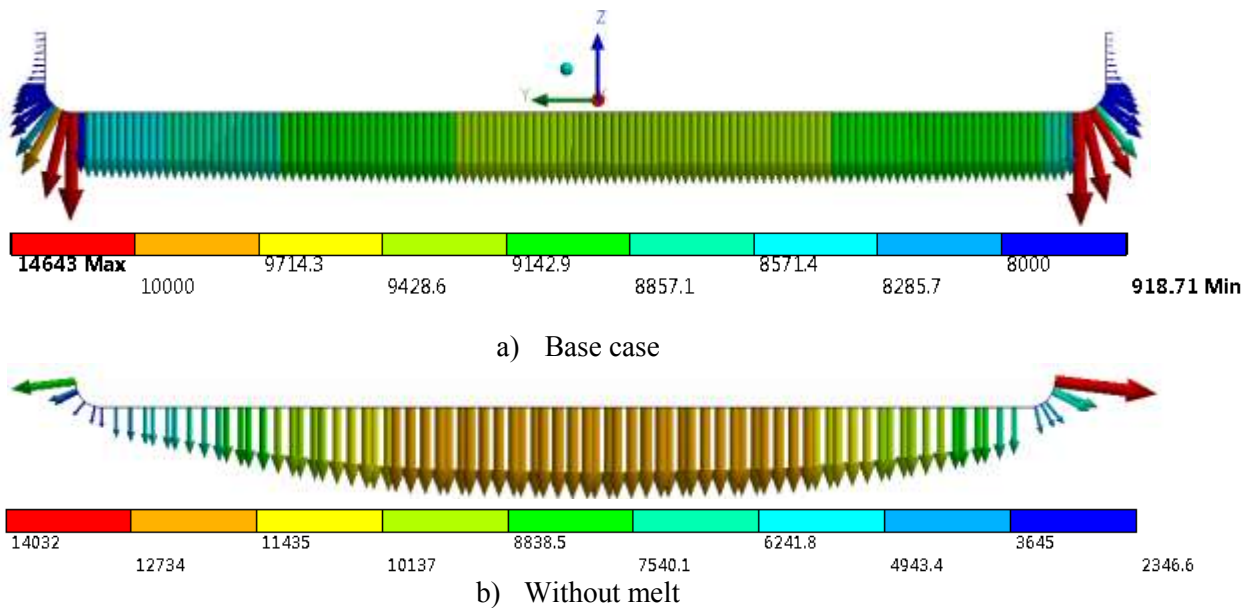 Z
Y
14643 Max 9714.3 9142.9 8571.4 8000
10000 9428.6 8857.1 8285.7 918.71 Min
a) Base case
14032 11435 8838.5 6241.8 3645
12734 10137 7540.1 4943.4 2346.6
b) Without melt